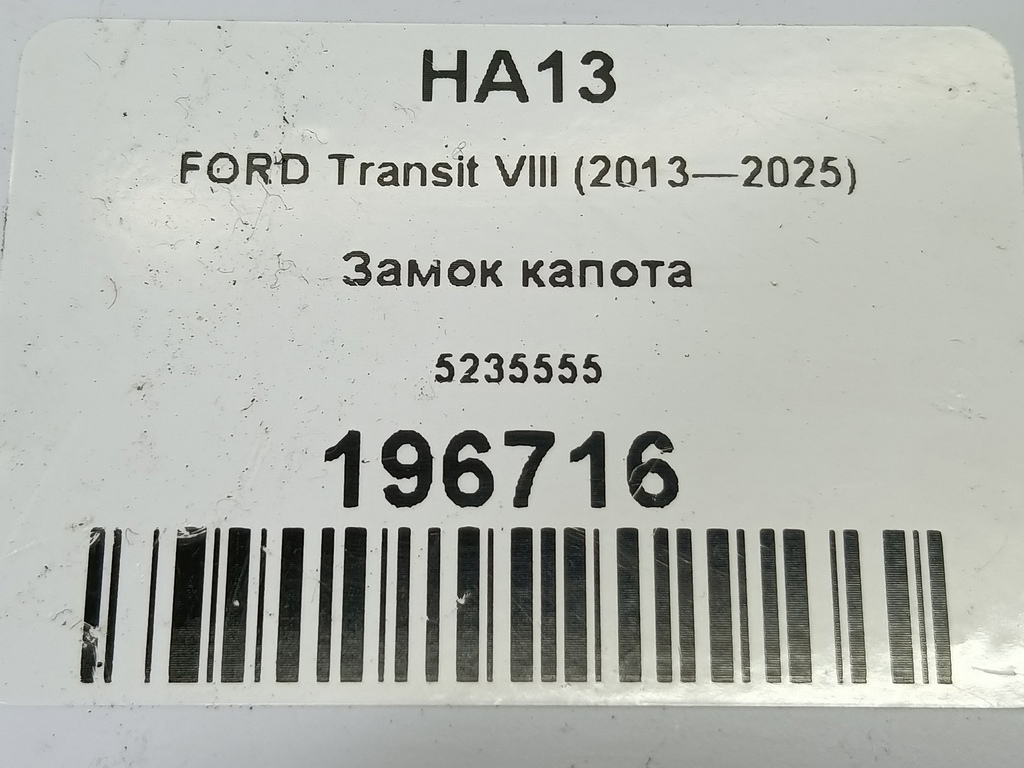 HA13
FORD Transit VIII (2013—2025)
Замок капота
5235555
196716